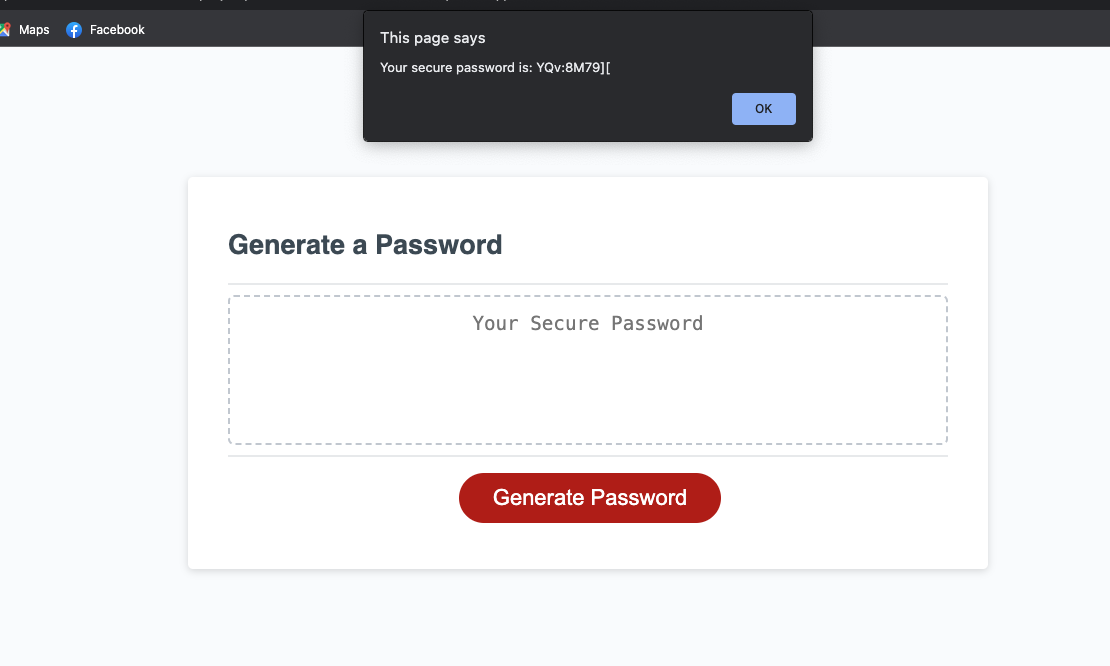 Maps
Facebook
This page says
Your secure password is: YQv:8M79][
OK
Generate a Password
Your Secure Password
Generate Password